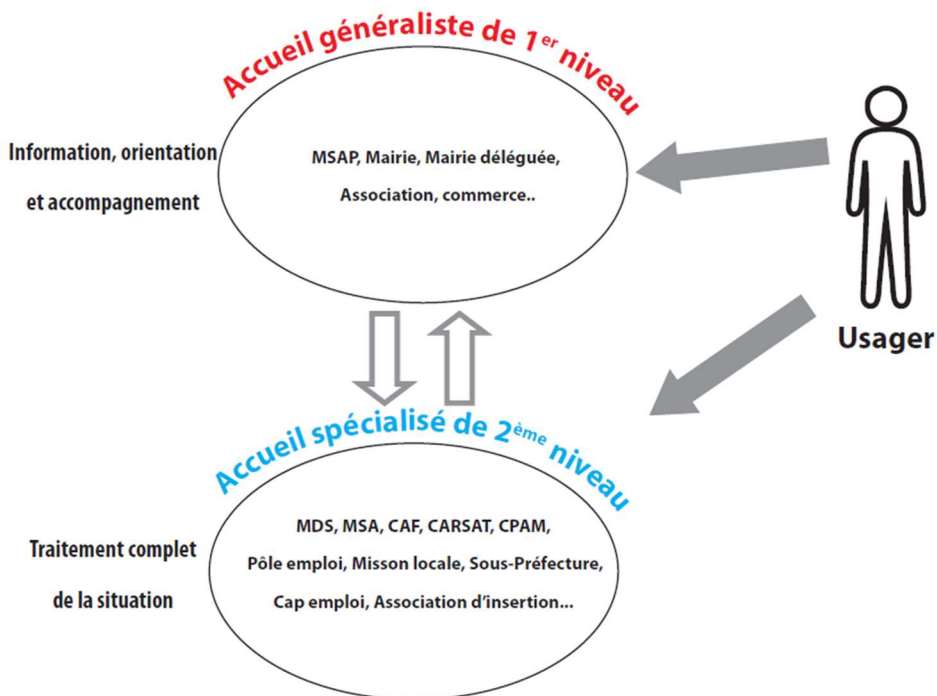 Accueil généraliste de 1er niveau
Information, orientation
et accompagnement
MSAP, Mairie, Mairie déléguée,
Association, commerce..
Usager
Accueil spécialisé de 2ème niveau
Traitement complet
de la situation
MDS, MSA, CAF, CARSAT, CPAM,
Pôle emploi, Misson locale, Sous-Préfecture,
Cap emploi, Association d'insertion...